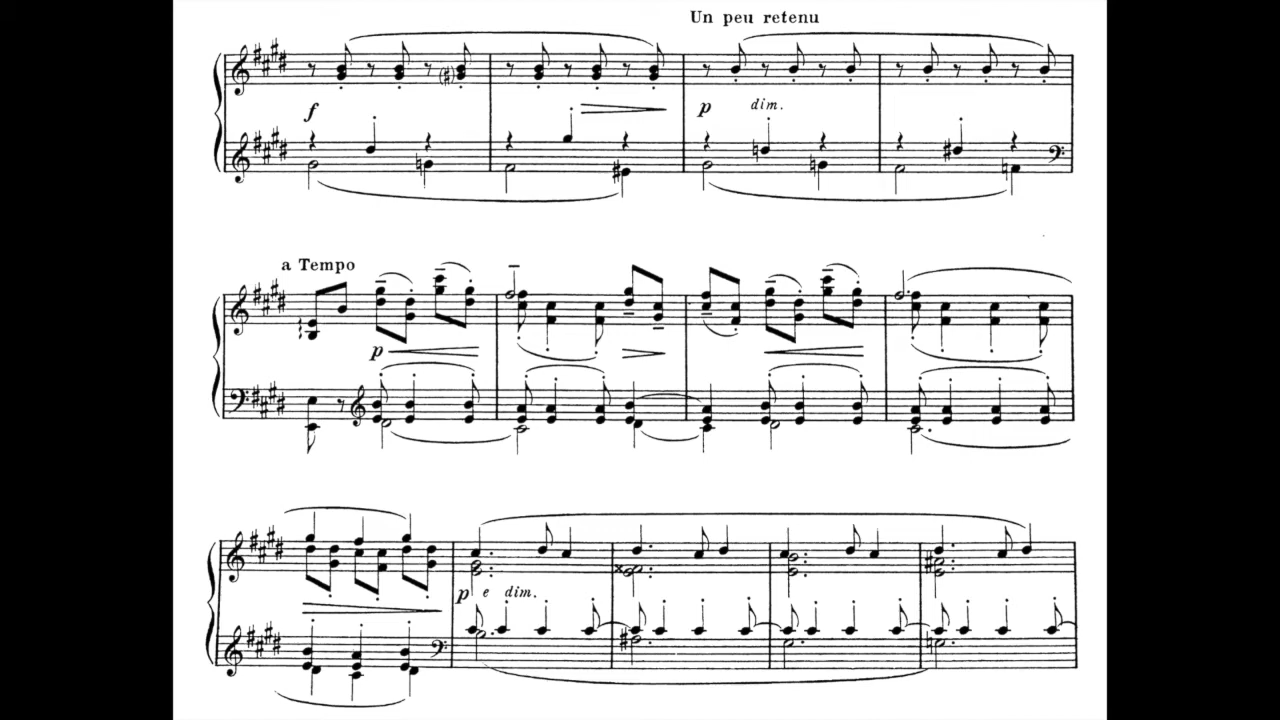 Un peu retenu
f
p dim.
a Tempo
p
p e dim.